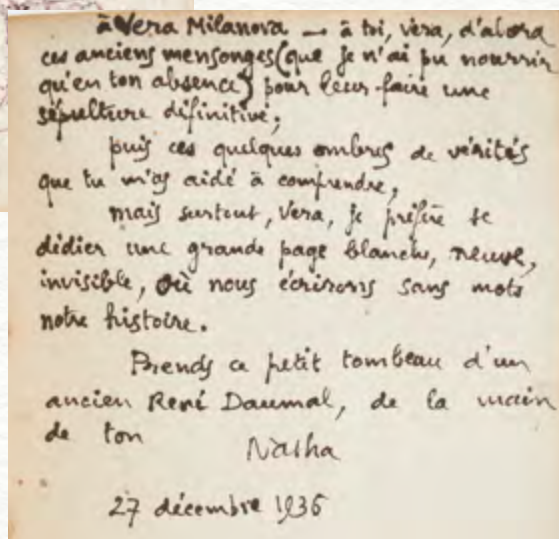 à Vera Milanova — à toi, Vera, d'abord
ces anciens mensonges (que je n'ai pu nourrir
qu'en ton absence) pour leur faire une
sépulture définitive;
puis ces quelques ombres de vérités
que tu m'as aidé à comprendre,
mais surtout, Vera, je préfère te
dédier une grande page blanche, neuve,
invisible, où nous écrirons sans mots
notre histoire.
Prends ce petit tombeau d'un
ancien René Daumal, de la main
de ton
Natha
27 décembre 1936